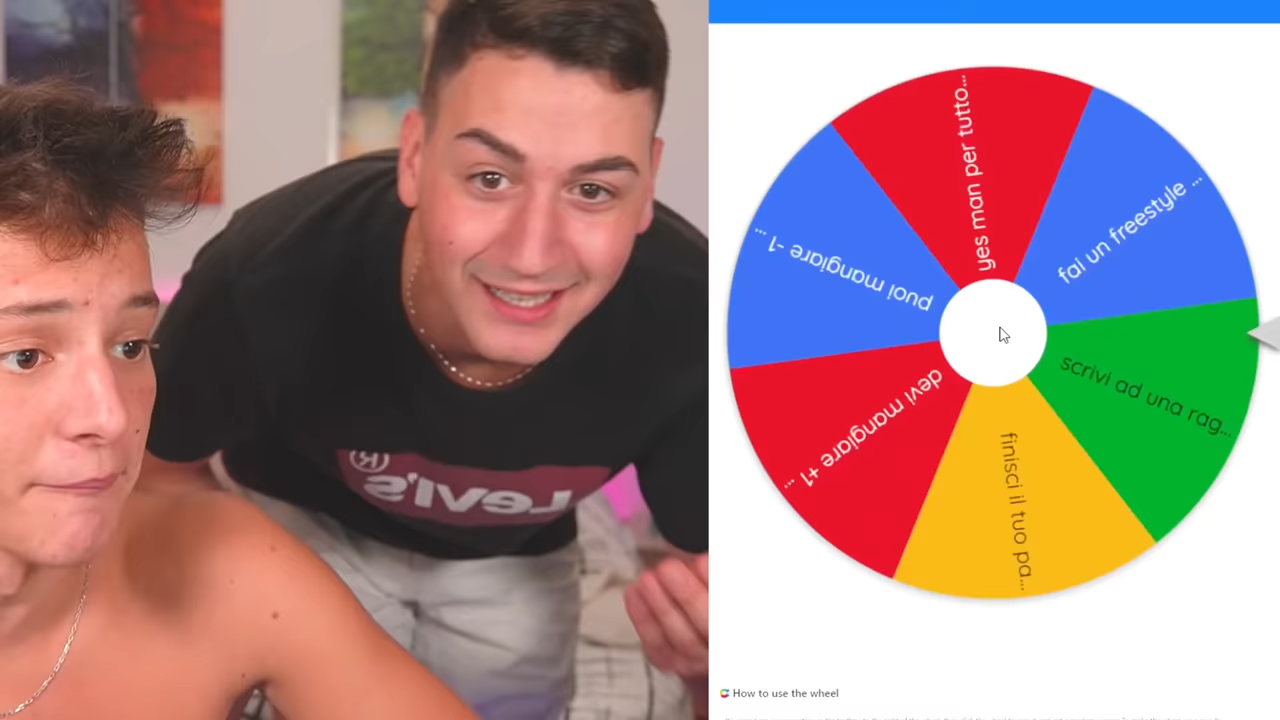 Levi's
®
yes man per tutto...
fai un freestyle ...
scrivi ad una rag...
finisci il tuo pa...
devi mangiare +1 ...
puoi mangiare -1 ...
How to use the wheel